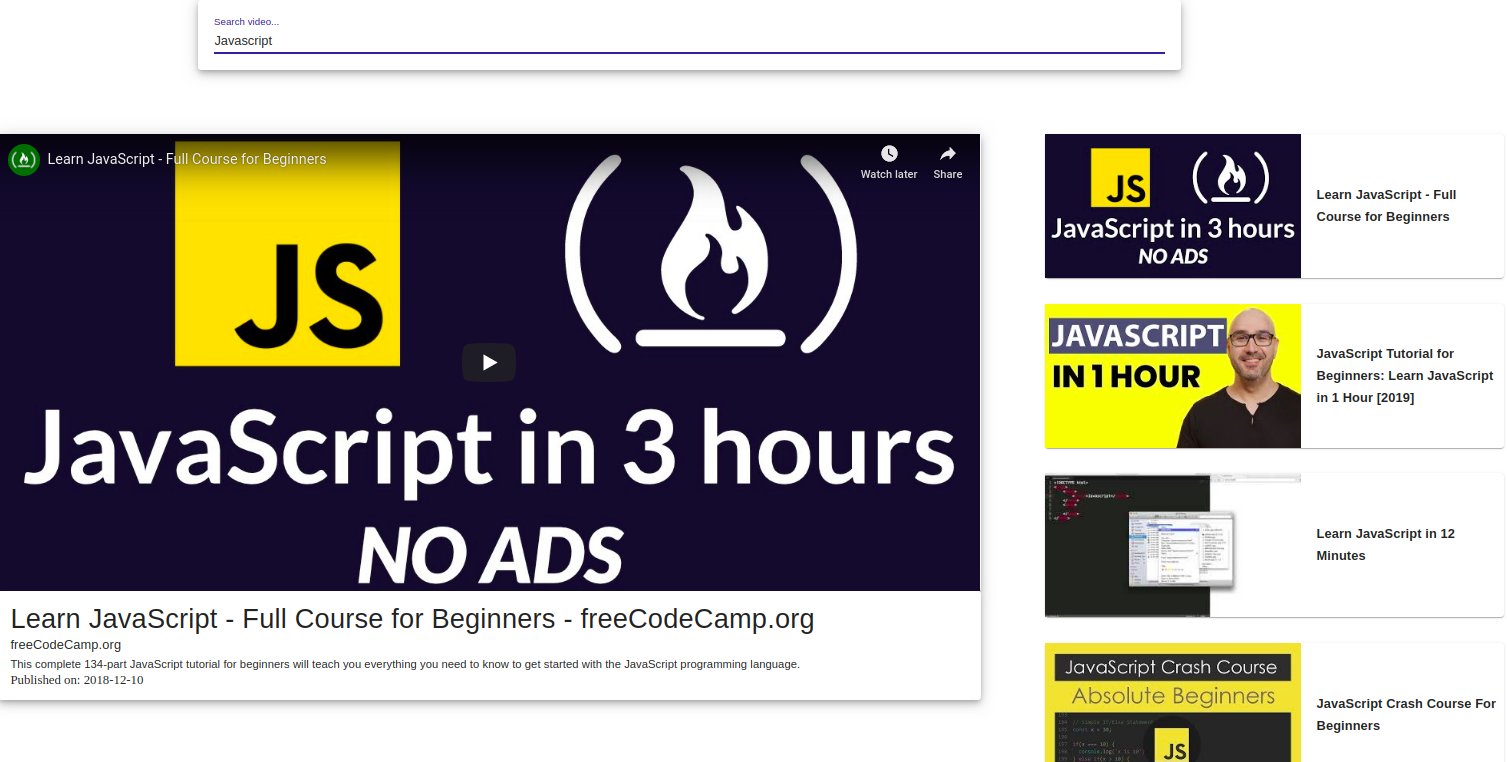 Search video...
Javascript
Learn JavaScript - Full Course for Beginners
Watch later
Share
JS
JavaScript in 3 hours
NO ADS
Learn JavaScript - Full Course for Beginners - freeCodeCamp.org
freeCodeCamp.org
This complete 134-part JavaScript tutorial for beginners will teach you everything you need to know to get started with the JavaScript programming language.
Published on: 2018-12-10
JS
JavaScript in 3 hours
NO ADS
Learn JavaScript - Full
Course for Beginners
JAVASCRIPT
IN 1 HOUR
JavaScript Tutorial for
Beginners: Learn JavaScript
in 1 Hour [2019]
Learn JavaScript in 12
Minutes
JavaScript Crash Course
Absolute Beginners
JS
JavaScript Crash Course For
Beginners